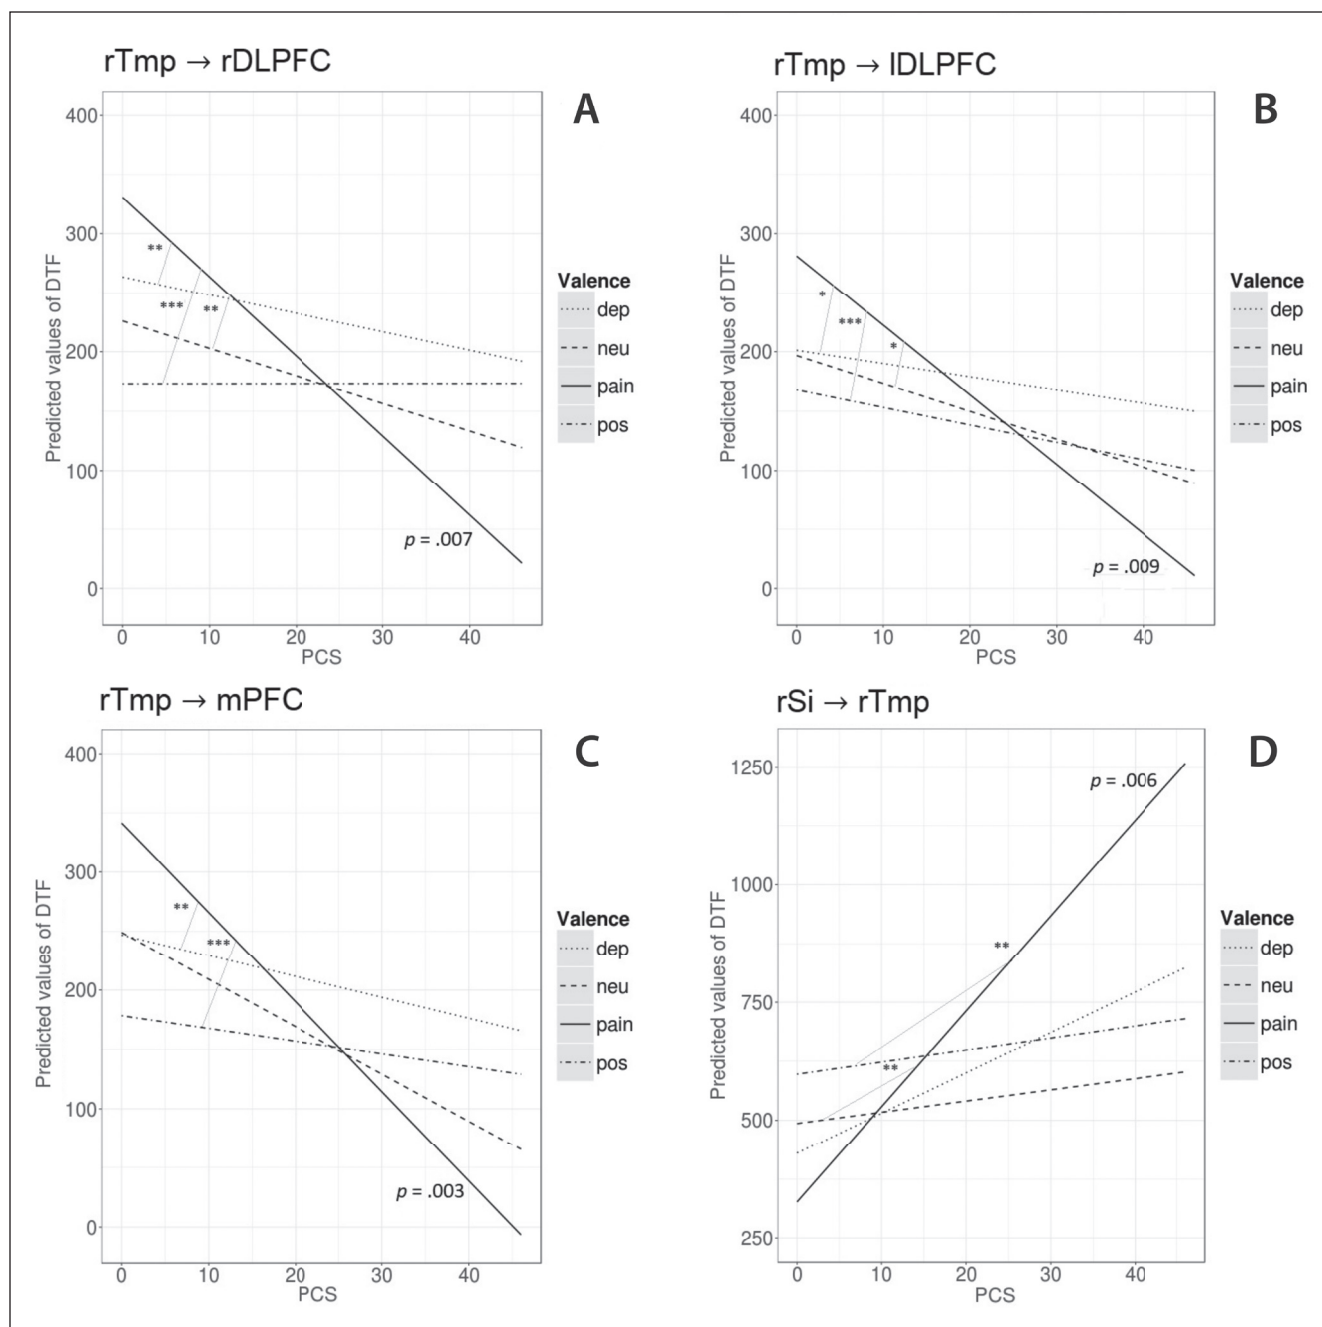 rTmp → rDLPFC
A
400
300
200
100
0
Predicted values of DTF
**
***
**
p = .007
0 10 20 30 40
PCS
Valence
dep
neu
pain
pos
rTmp → lDLPFC
B
400
300
200
100
0
Predicted values of DTF
*
***
*
p = .009
0 10 20 30 40
PCS
Valence
dep
neu
pain
pos
rTmp → mPFC
C
400
300
200
100
0
Predicted values of DTF
**
***
p = .003
0 10 20 30 40
PCS
Valence
dep
neu
pain
pos
rSi → rTmp
D
1250
1000
750
500
250
Predicted values of DTF
p = .006
**
**
0 10 20 30 40
PCS
Valence
dep
neu
pain
pos